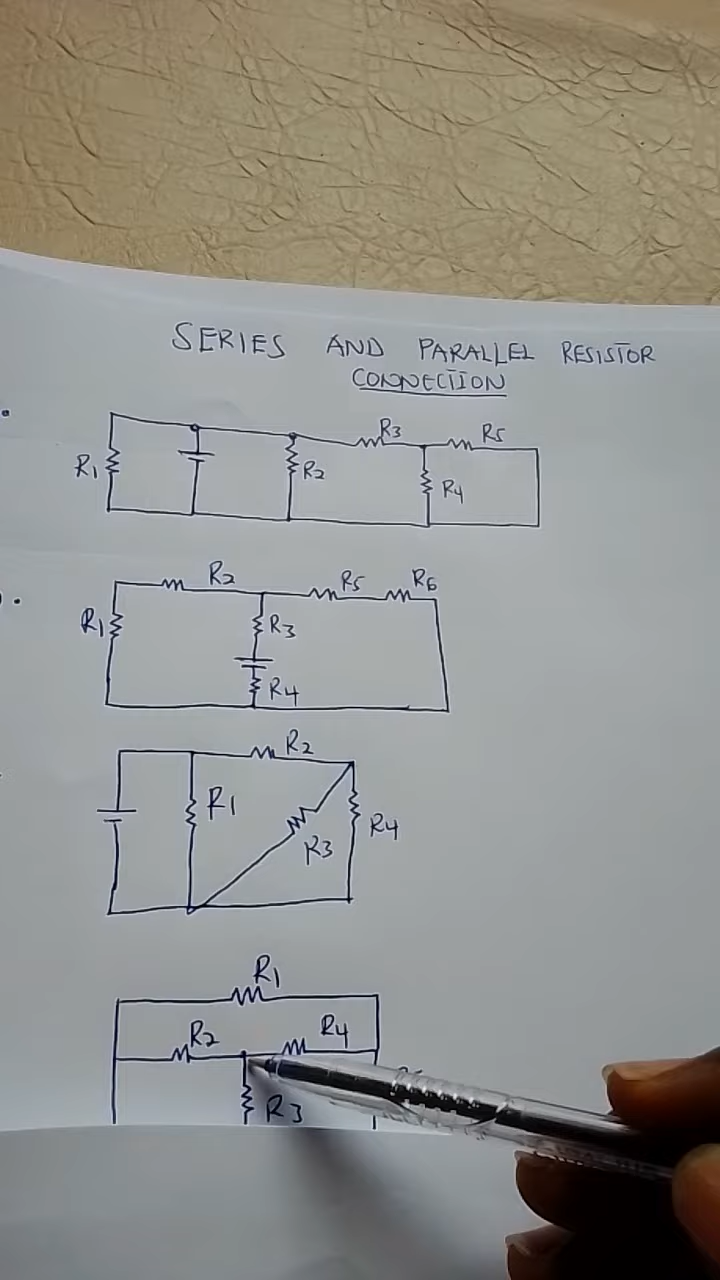 SERIES AND PARALLEL RESISTOR
CONNECTION
R3 R5
R1 R2 R4
R2 R5 R6
R1 R3
R4
R2
R1
R3 R4
R1
R2 R4
R3